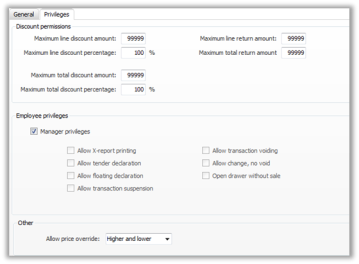 General Privileges
Discount permissions
Maximum line discount amount: 99999 Maximum line return amount: 99999
Maximum line discount percentage: 100 % Maximum total return amount 99999
Maximum total discount amount: 99999
Maximum total discount percentage: 100 %
Employee privileges
Manager privileges
Allow X-report printing Allow transaction voiding
Allow tender declaration Allow change, no void
Allow floating declaration Open drawer without sale
Allow transaction suspension
Other
Allow price override: Higher and lower